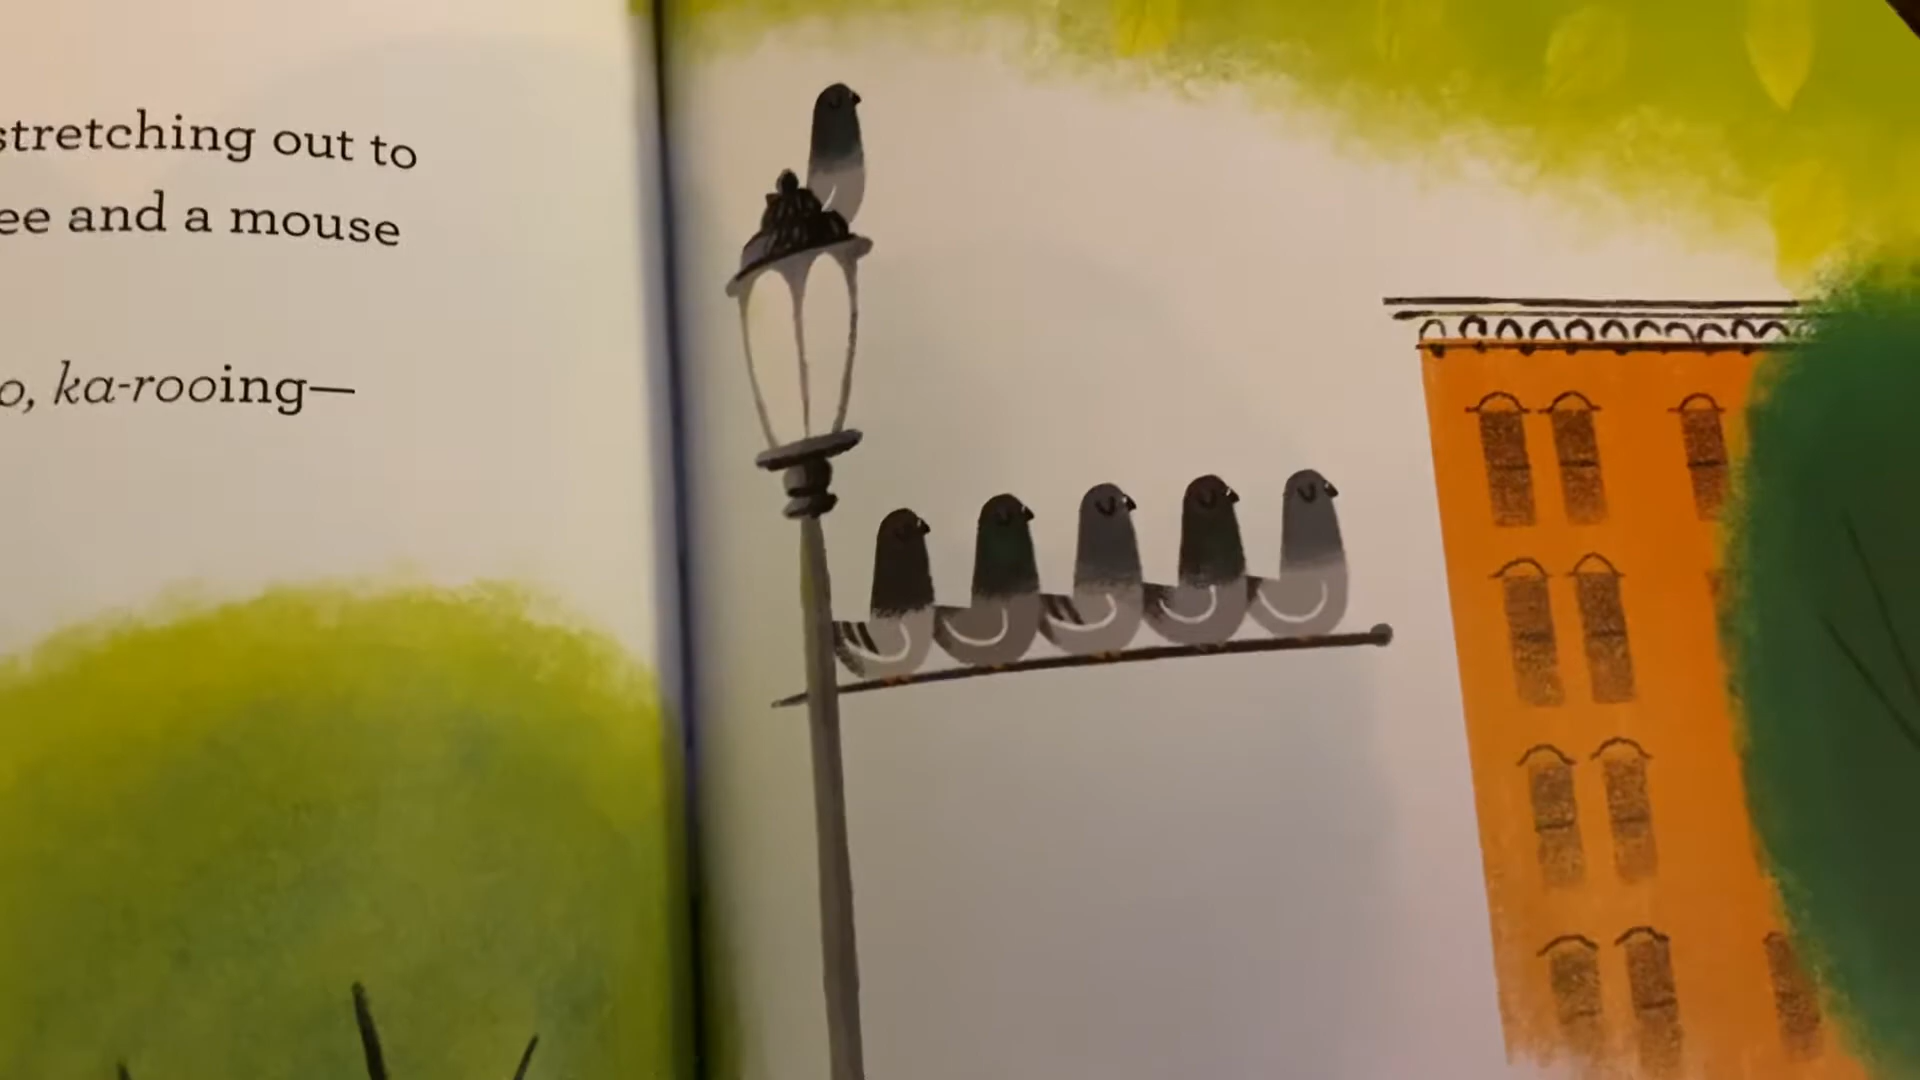 stretching out to
ee and a mouse
o, ka-rooing—